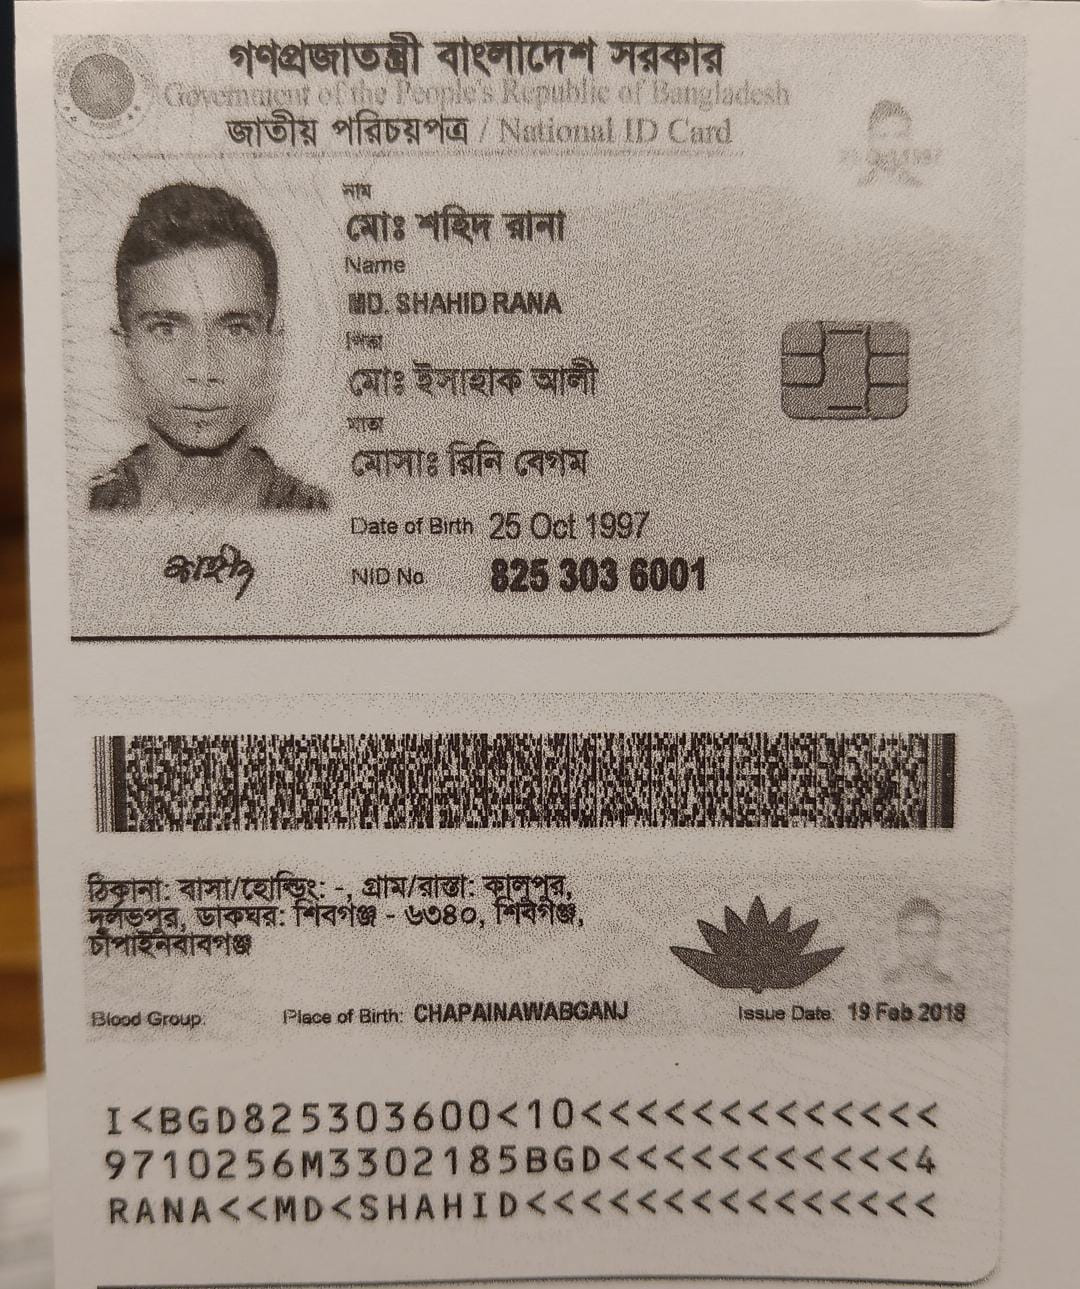 গণপ্রজাতন্ত্রী বাংলাদেশ সরকার
Government of the People's Republic of Bangladesh
জাতীয় পরিচয়পত্র / National ID Card
নাম
মোঃ শহিদ রানা
Name
MD. SHAHID RANA
পিতা
মোঃ ইসাহাক আলী
মাতা
মোসাঃ রিনি বেগম
Date of Birth 25 Oct 1997
NID No 825 303 6001
ঠিকানা: বাসা/হোল্ডিং: -, গ্রাম/রাস্তা: কালুপুর,
ডাকঘর: শিবগঞ্জ - ৬৩৪০, শিবগঞ্জ,
চাঁপাইনবাবগঞ্জ
Blood Group: Place of Birth: CHAPAINAWABGANJ Issue Date: 19 Feb 2018
I<BGD825303600<10<<<<<<<<<<<<<
9710256M3302185BGD<<<<<<<<<<<4
RANA<<MD<SHAHID<<<<<<<<<<<<<<<